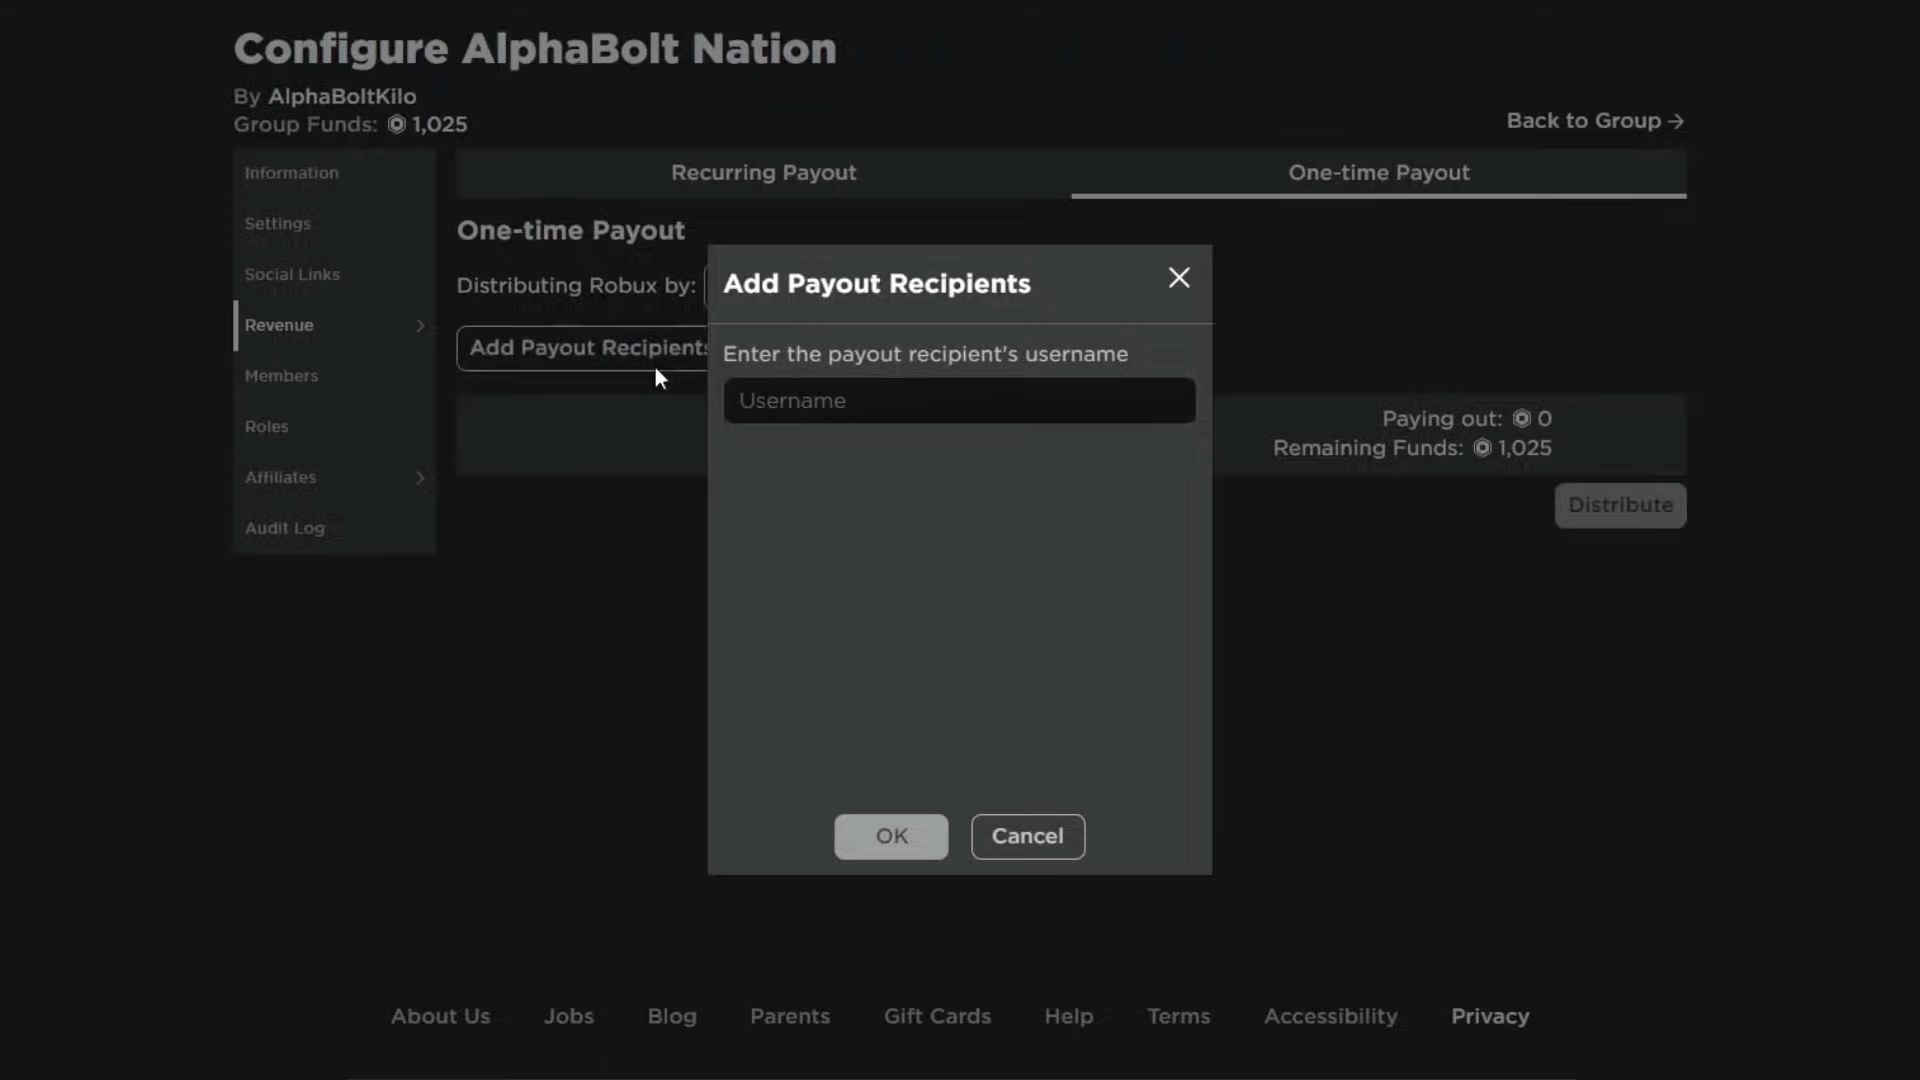 Configure AlphaBolt Nation
By AlphaBoltKilo
Group Funds: 1,025
Back to Group →
Information
Settings
Social Links
Revenue
Members
Roles
Affiliates
Audit Log
Recurring Payout
One-time Payout
One-time Payout
Distributing Robux by:
Add Payout Recipients
Add Payout Recipients
Enter the payout recipient's username
Username
OK
Cancel
Paying out: 0
Remaining Funds: 1,025
Distribute
About Us
Jobs
Blog
Parents
Gift Cards
Help
Terms
Accessibility
Privacy